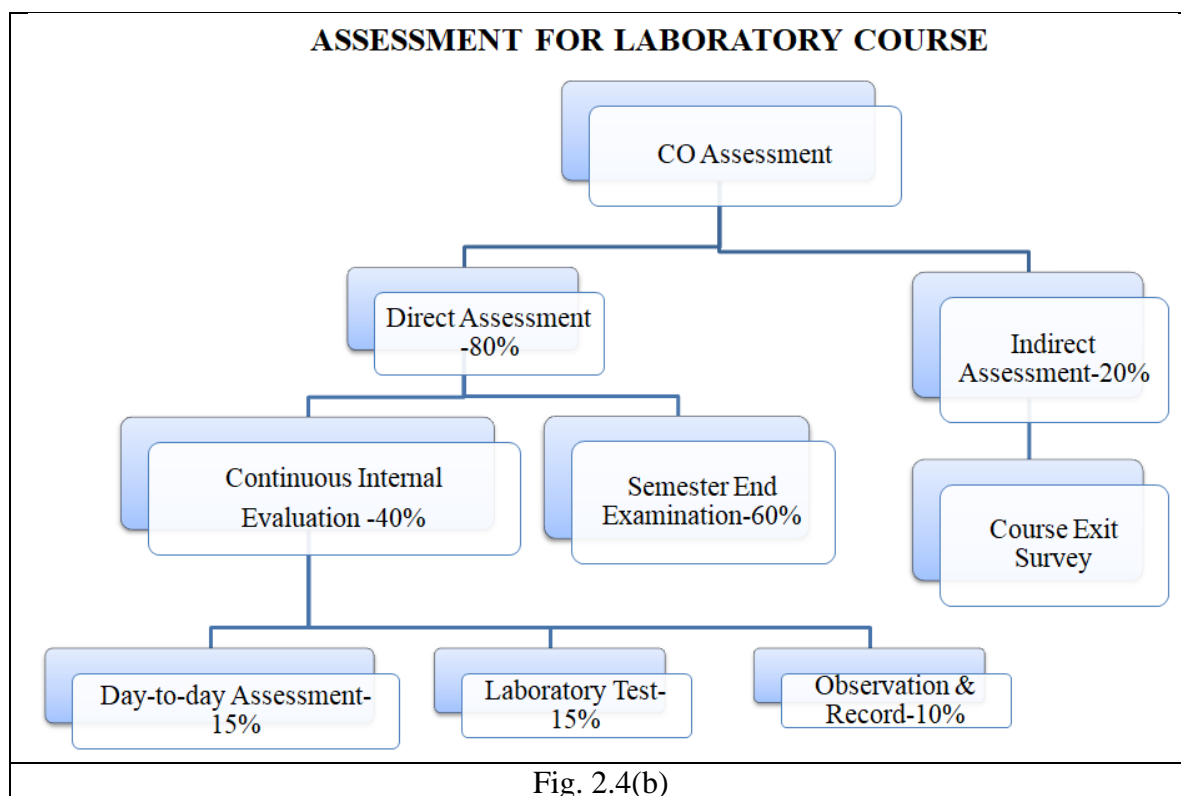 ASSESSMENT FOR LABORATORY COURSE
CO Assessment
Direct Assessment
-80%
Indirect
Assessment-20%
Continuous Internal
Evaluation -40%
Semester End
Examination-60%
Course Exit
Survey
Day-to-day Assessment-
15%
Laboratory Test-
15%
Observation &
Record-10%
Fig. 2.4(b)